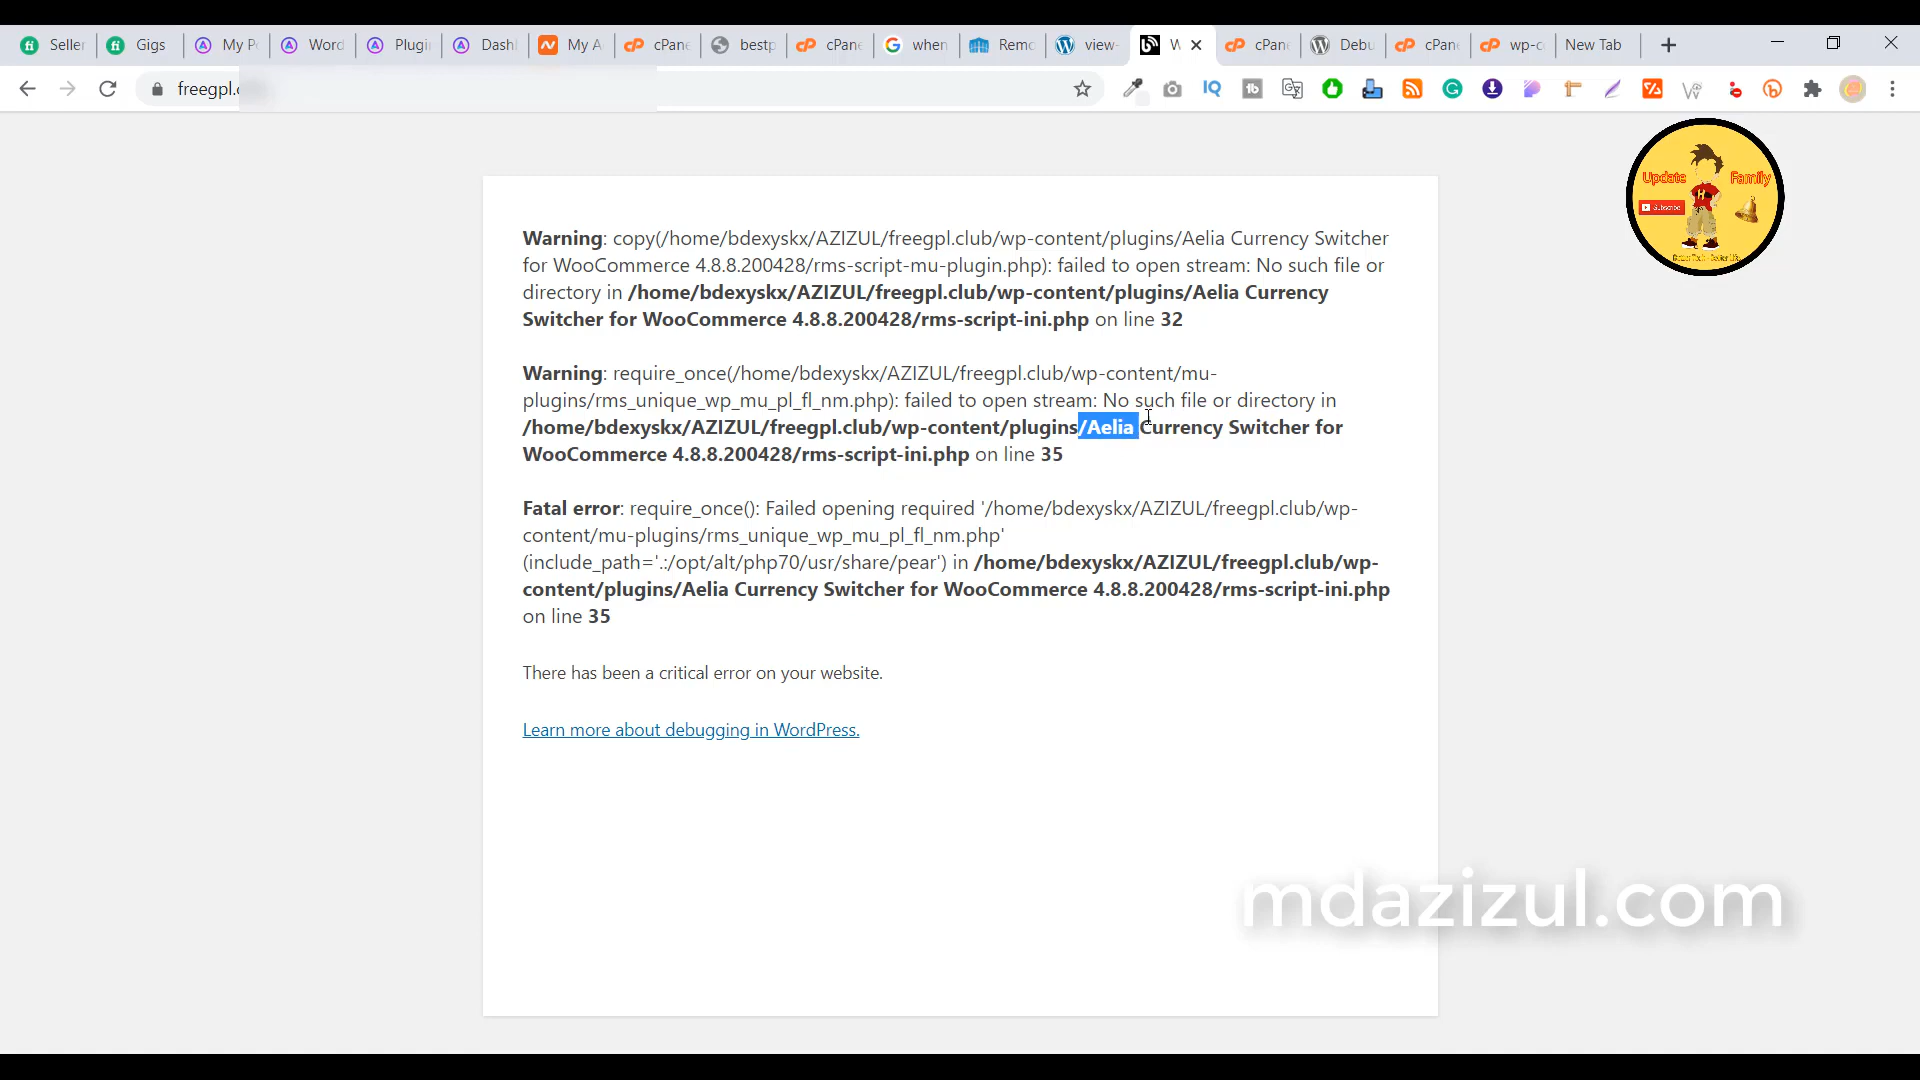 Seller
Gigs
My P
Word
Plugi
Dash
My A
cPane
bestp
cPane
when
Remo
view-
W
cPan
Debu
cPan
wp-c
New Tab
freegpl.c
Update
Family
Subscribe
Warning: copy(/home/bdexyskx/AZIZUL/freegpl.club/wp-content/plugins/Aelia Currency Switcher
for WooCommerce 4.8.8.200428/rms-script-mu-plugin.php): failed to open stream: No such file or
directory in /home/bdexyskx/AZIZUL/freegpl.club/wp-content/plugins/Aelia Currency
Switcher for WooCommerce 4.8.8.200428/rms-script-ini.php on line 32
Warning: require_once(/home/bdexyskx/AZIZUL/freegpl.club/wp-content/mu-
plugins/rms_unique_wp_mu_pl_fl_nm.php): failed to open stream: No such file or directory in
/home/bdexyskx/AZIZUL/freegpl.club/wp-content/plugins/Aelia Currency Switcher for
WooCommerce 4.8.8.200428/rms-script-ini.php on line 35
Fatal error: require_once(): Failed opening required '/home/bdexyskx/AZIZUL/freegpl.club/wp-
content/mu-plugins/rms_unique_wp_mu_pl_fl_nm.php'
(include_path='.:/opt/alt/php70/usr/share/pear') in /home/bdexyskx/AZIZUL/freegpl.club/wp-
content/plugins/Aelia Currency Switcher for WooCommerce 4.8.8.200428/rms-script-ini.php
on line 35
There has been a critical error on your website.
Learn more about debugging in WordPress.
mdazizul.com